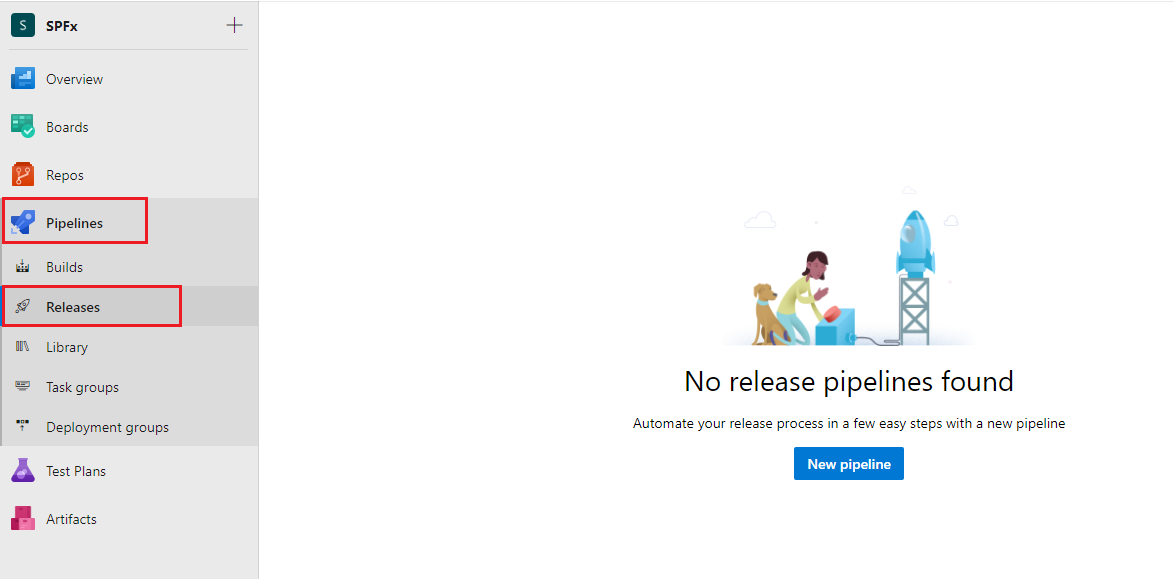 S SPFx
Overview
Boards
Repos
Pipelines
Builds
Releases
Library
Task groups
Deployment groups
Test Plans
Artifacts
No release pipelines found
Automate your release process in a few easy steps with a new pipeline
New pipeline